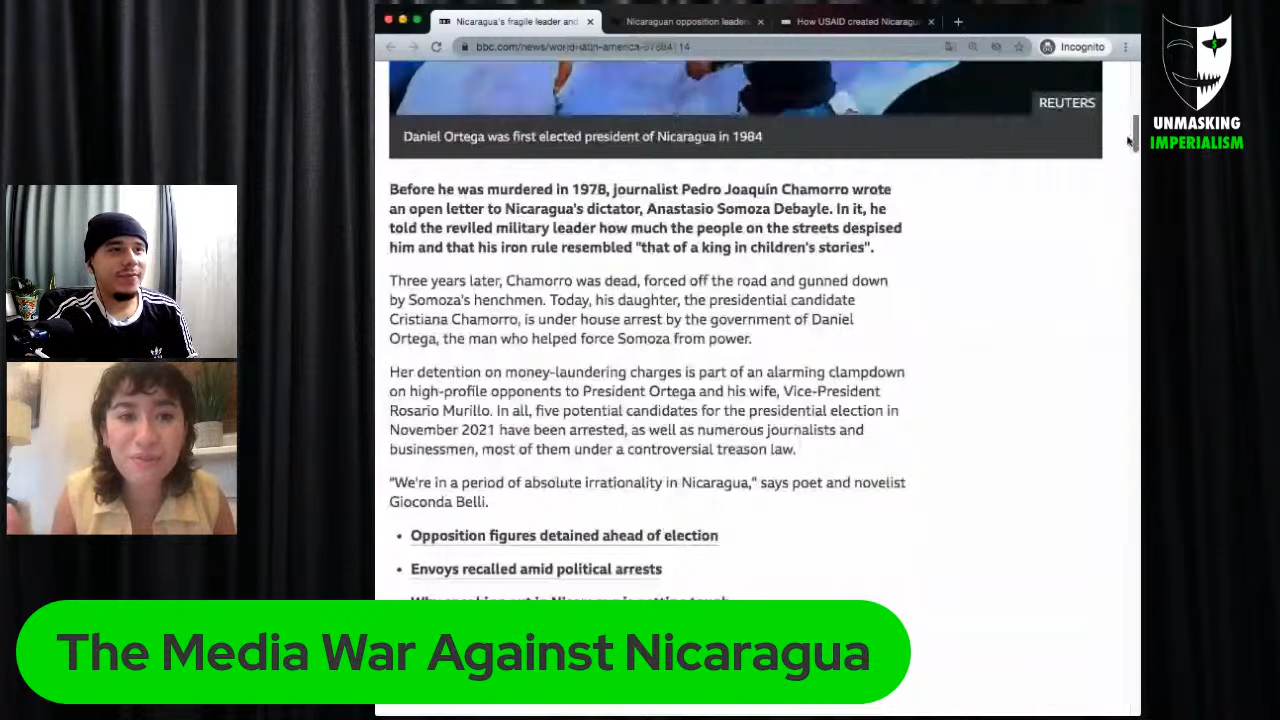 Nicaragua's fragile leader and
Nicaraguan opposition leader
How USAID created Nicaragu
Incognito
REUTERS
Daniel Ortega was first elected president of Nicaragua in 1984
UNMASKING
IMPERIALISM
Before he was murdered in 1978, journalist Pedro Joaquín Chamorro wrote
an open letter to Nicaragua's dictator, Anastasio Somoza Debayle. In it, he
told the reviled military leader how much the people on the streets despised
him and that his iron rule resembled "that of a king in children's stories".
Three years later, Chamorro was dead, forced off the road and gunned down
by Somoza's henchmen. Today, his daughter, the presidential candidate
Cristiana Chamorro, is under house arrest by the government of Daniel
Ortega, the man who helped force Somoza from power.
Her detention on money-laundering charges is part of an alarming clampdown
on high-profile opponents to President Ortega and his wife, Vice-President
Rosario Murillo. In all, five potential candidates for the presidential election in
November 2021 have been arrested, as well as numerous journalists and
businessmen, most of them under a controversial treason law.
"We're in a period of absolute irrationality in Nicaragua," says poet and novelist
Gioconda Belli.
• Opposition figures detained ahead of election
• Envoys recalled amid political arrests
The Media War Against Nicaragua